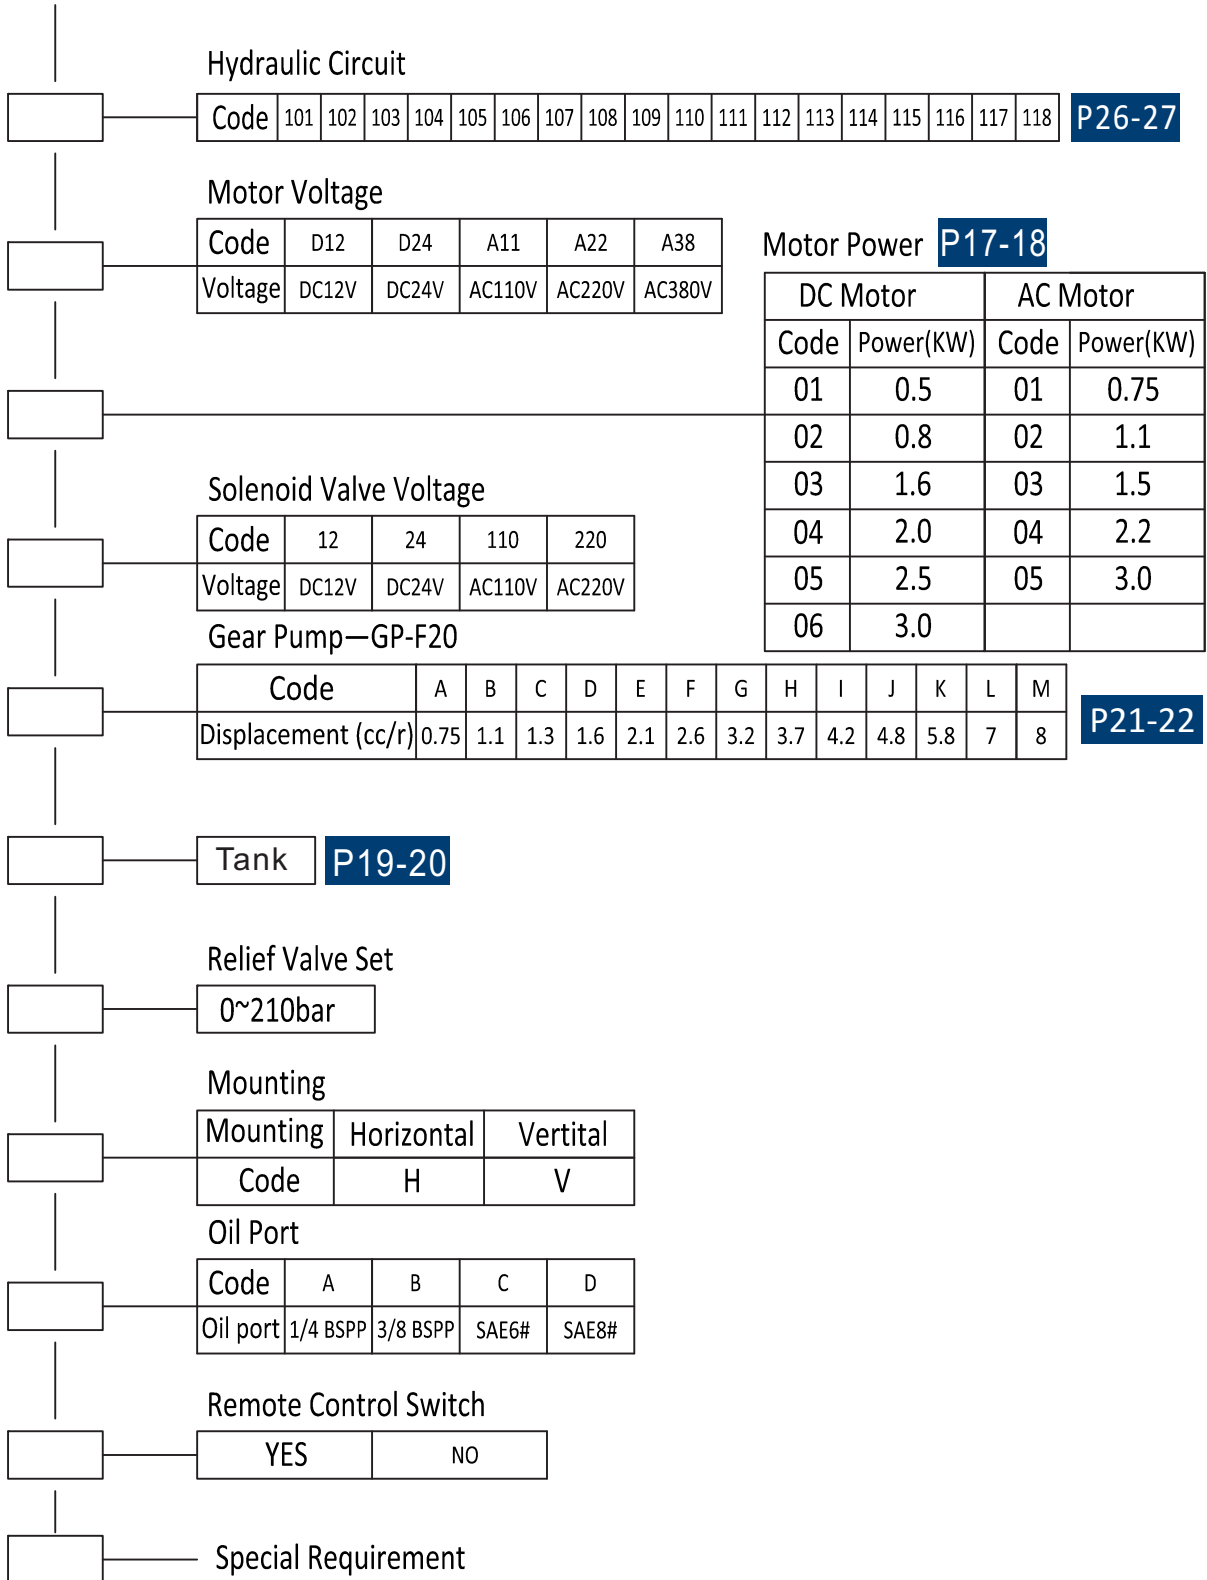 Hydraulic Circuit
Code 101 102 103 104 105 106 107 108 109 110 111 112 113 114 115 116 117 118 P26-27
Motor Voltage
Code D12 D24 A11 A22 A38
Voltage DC12V DC24V AC110V AC220V AC380V
Motor Power P17-18
DC Motor AC Motor
Code Power(KW) Code Power(KW)
01 0.5 01 0.75
02 0.8 02 1.1
03 1.6 03 1.5
04 2.0 04 2.2
05 2.5 05 3.0
06 3.0
Solenoid Valve Voltage
Code 12 24 110 220
Voltage DC12V DC24V AC110V AC220V
Gear Pump—GP-F20
Code A B C D E F G H I J K L M
Displacement (cc/r) 0.75 1.1 1.3 1.6 2.1 2.6 3.2 3.7 4.2 4.8 5.8 7 8
P21-22
Tank P19-20
Relief Valve Set
0~210bar
Mounting
Mounting Horizontal Vertital
Code H V
Oil Port
Code A B C D
Oil port 1/4 BSPP 3/8 BSPP SAE6# SAE8#
Remote Control Switch
YES NO
Special Requirement